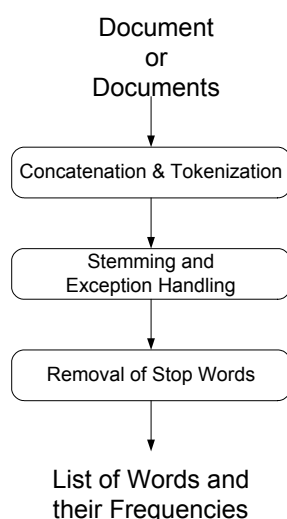 Document
or
Documents
Concatenation & Tokenization
Stemming and
Exception Handling
Removal of Stop Words
List of Words and
their Frequencies